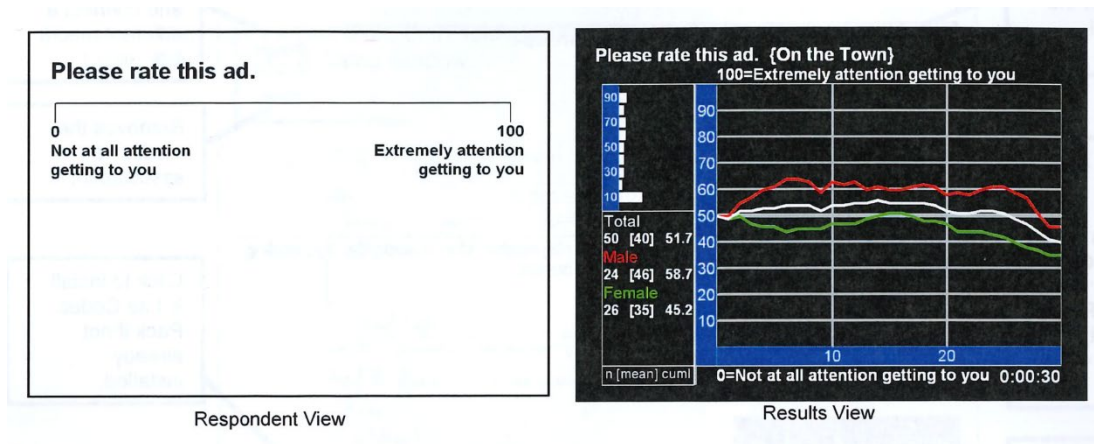 Please rate this ad.
0 100
Not at all attention Extremely attention
getting to you getting to you
Respondent View
Please rate this ad. {On the Town}
100=Extremely attention getting to you
90
70
50
30
10
Total
50 [40] 51.7
Male
24 [46] 58.7
Female
26 [35] 45.2
n [mean] cuml
90
80
70
60
50
40
30
20
10
10 20
0=Not at all attention getting to you 0:00:30
Results View